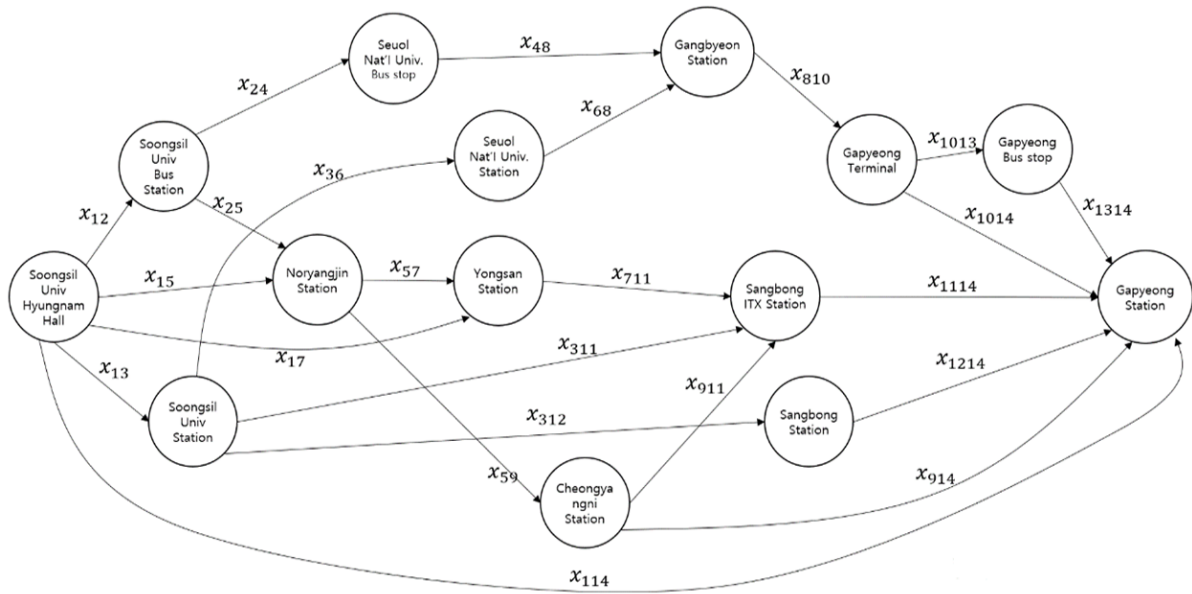 Seuol
Nat'l Univ.
Bus stop
x48
Gangbyeon
Station
x810
x24
x68
Soongsil
Univ
Bus
Station
Seuol
Nat'l Univ.
Station
Gapyeong
Terminal
x1013
Gapyeong
Bus stop
x36
x12
x25
x1014
x1314
Soongsil
Univ
Hyungnam
Hall
x15
Noryangjin
Station
x57
Yongsan
Station
x711
Sangbong
ITX Station
x1114
Gapyeong
Station
x17
x311
x13
x911
x1214
Soongsil
Univ
Station
x312
Sangbong
Station
x59
Cheongya
ngni
Station
x914
x114